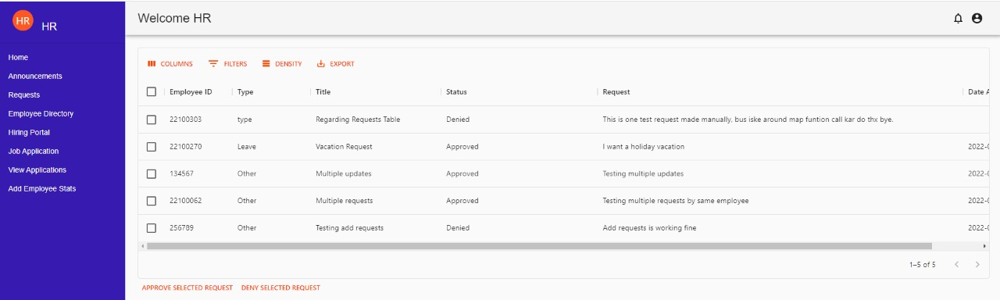 HR HR
Welcome HR
Home
Announcements
Requests
Employee Directory
Hiring Portal
Job Application
View Applications
Add Employee Stats
COLUMNS FILTERS DENSITY EXPORT
Employee ID Type Title Status Request Date A
22100303 type Regarding Requests Table Denied This is one test request made manually, bus iske around map funtion call kar do thx bye.
22100270 Leave Vacation Request Approved I want a holiday vacation 2022-0
134567 Other Multiple updates Approved Testing multiple updates 2022-0
22100062 Other Multiple requests Approved Testing multiple requests by same employee 2022-0
256789 Other Testing add requests Denied Add requests is working fine 2022-0
1–5 of 5
APPROVE SELECTED REQUEST DENY SELECTED REQUEST